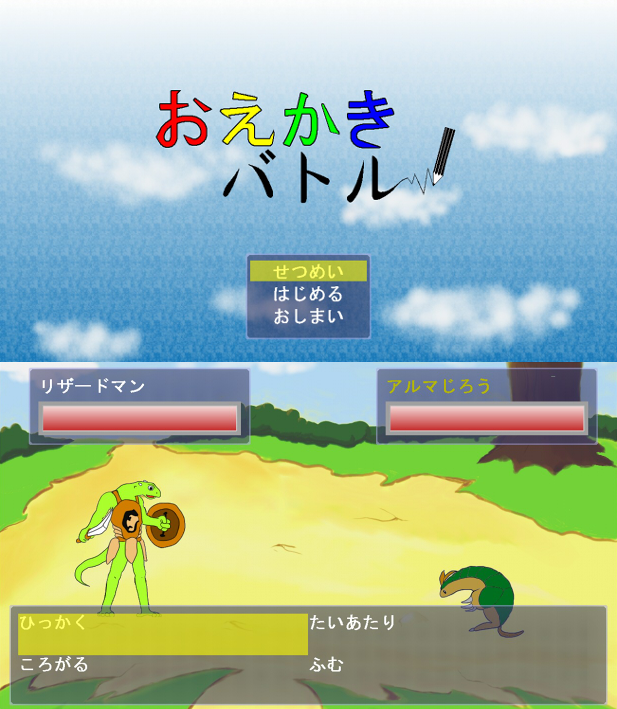 おえかき
バトル
せつめい
はじめる
おしまい
リザードマン
アルマじろう
ひっかく
たいあたり
ころがる
ふむ